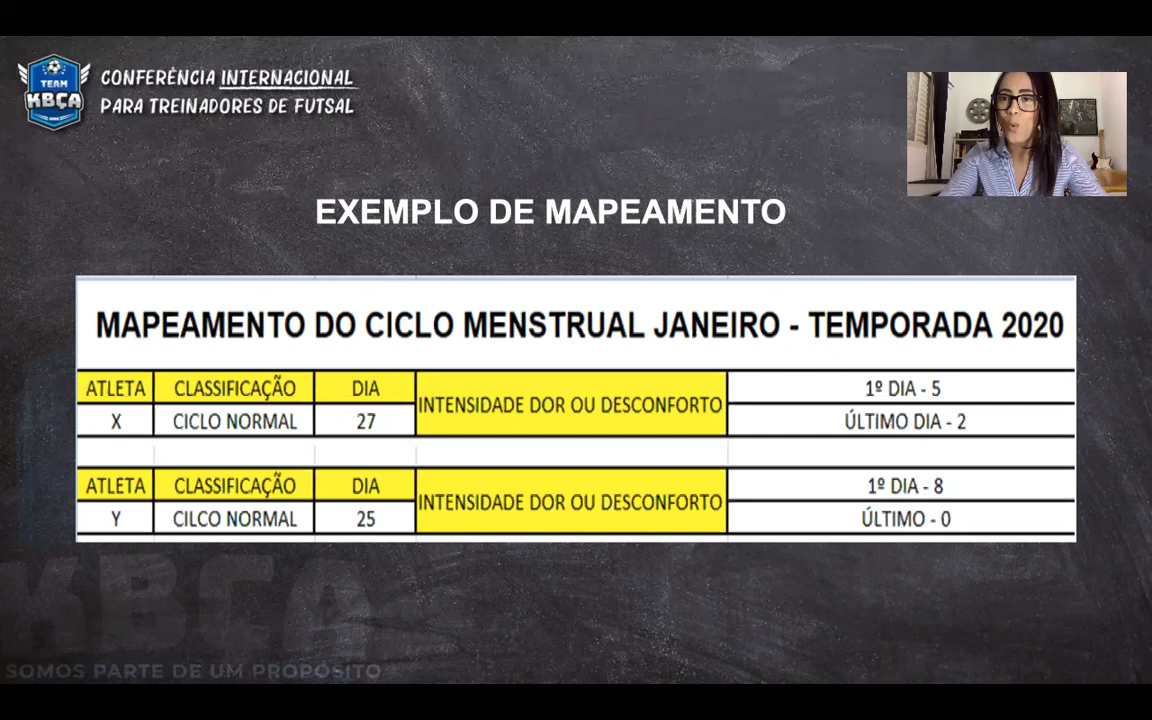 TEAM
KBÇA
CONFERÊNCIA INTERNACIONAL
PARA TREINADORES DE FUTSAL
EXEMPLO DE MAPEAMENTO
MAPEAMENTO DO CICLO MENSTRUAL JANEIRO - TEMPORADA 2020
ATLETA CLASSIFICAÇÃO DIA INTENSIDADE DOR OU DESCONFORTO 1º DIA - 5
X CICLO NORMAL 27 ÚLTIMO DIA - 2
ATLETA CLASSIFICAÇÃO DIA INTENSIDADE DOR OU DESCONFORTO 1º DIA - 8
Y CILCO NORMAL 25 ÚLTIMO - 0
KBÇA
SOMOS PARTE DE UM PROPÓSITO